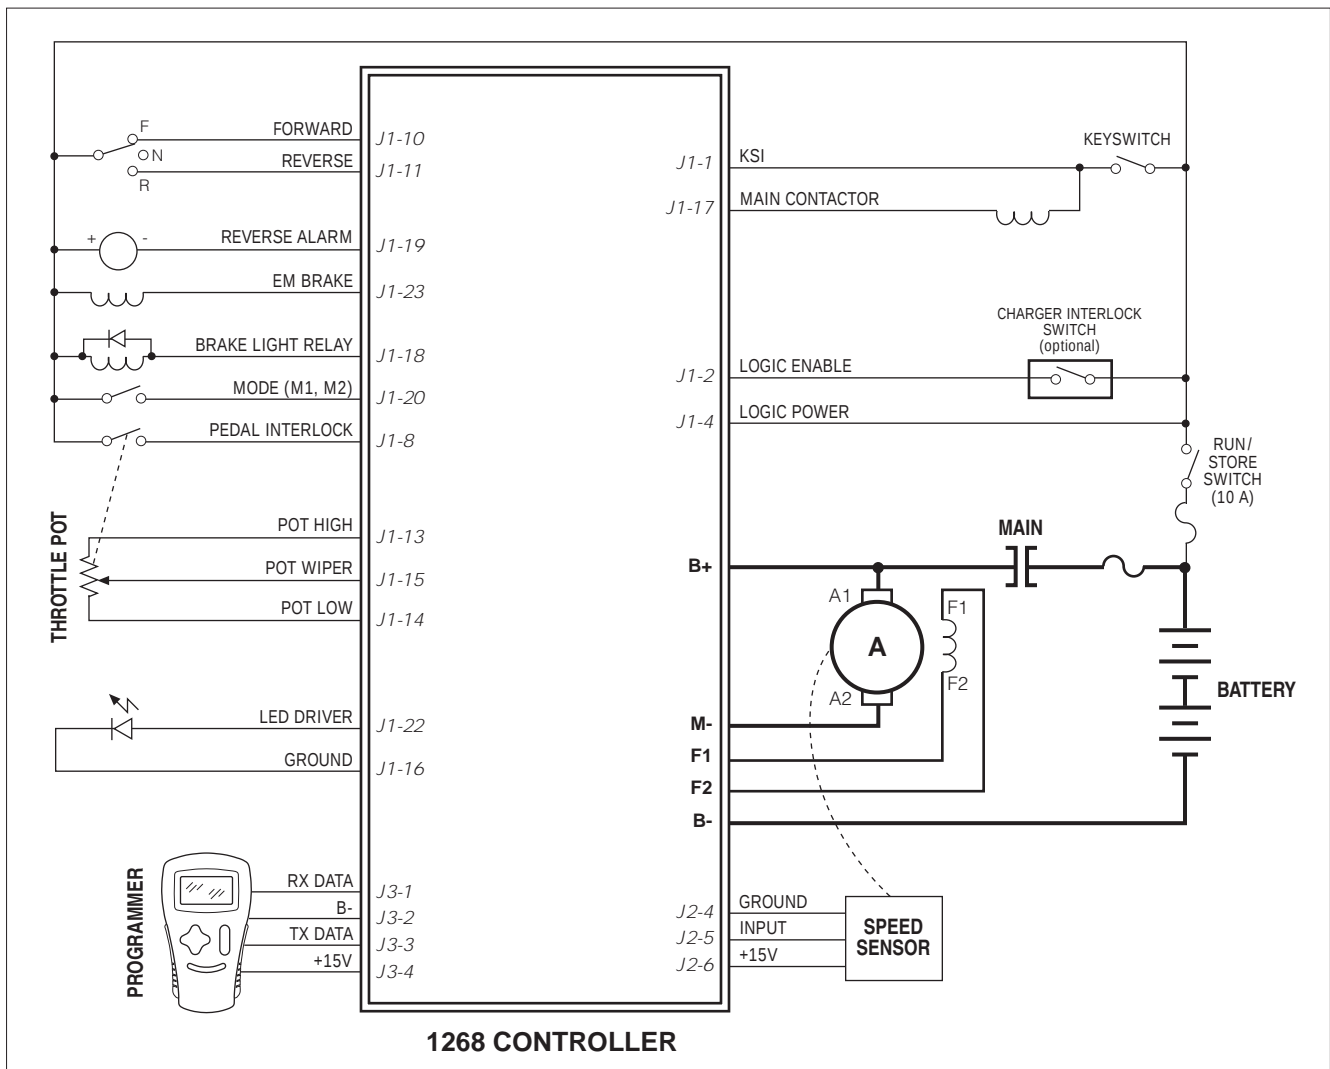 F
N
R
FORWARD
J1-10
REVERSE
J1-11
+ -
REVERSE ALARM
J1-19
EM BRAKE
J1-23
BRAKE LIGHT RELAY
J1-18
MODE (M1, M2)
J1-20
PEDAL INTERLOCK
J1-8
THROTTLE POT
POT HIGH
J1-13
POT WIPER
J1-15
POT LOW
J1-14
LED DRIVER
J1-22
GROUND
J1-16
PROGRAMMER
RX DATA
J3-1
B-
J3-2
TX DATA
J3-3
+15V
J3-4
J1-1
KSI
KEYSWITCH
J1-17
MAIN CONTACTOR
CHARGER INTERLOCK
SWITCH
(optional)
J1-2
LOGIC ENABLE
J1-4
LOGIC POWER
RUN/
STORE
SWITCH
(10 A)
MAIN
B+
A1
A
A2
F1
F2
BATTERY
M-
F1
F2
B-
J2-4
GROUND
J2-5
INPUT
J2-6
+15V
SPEED
SENSOR
1268 CONTROLLER